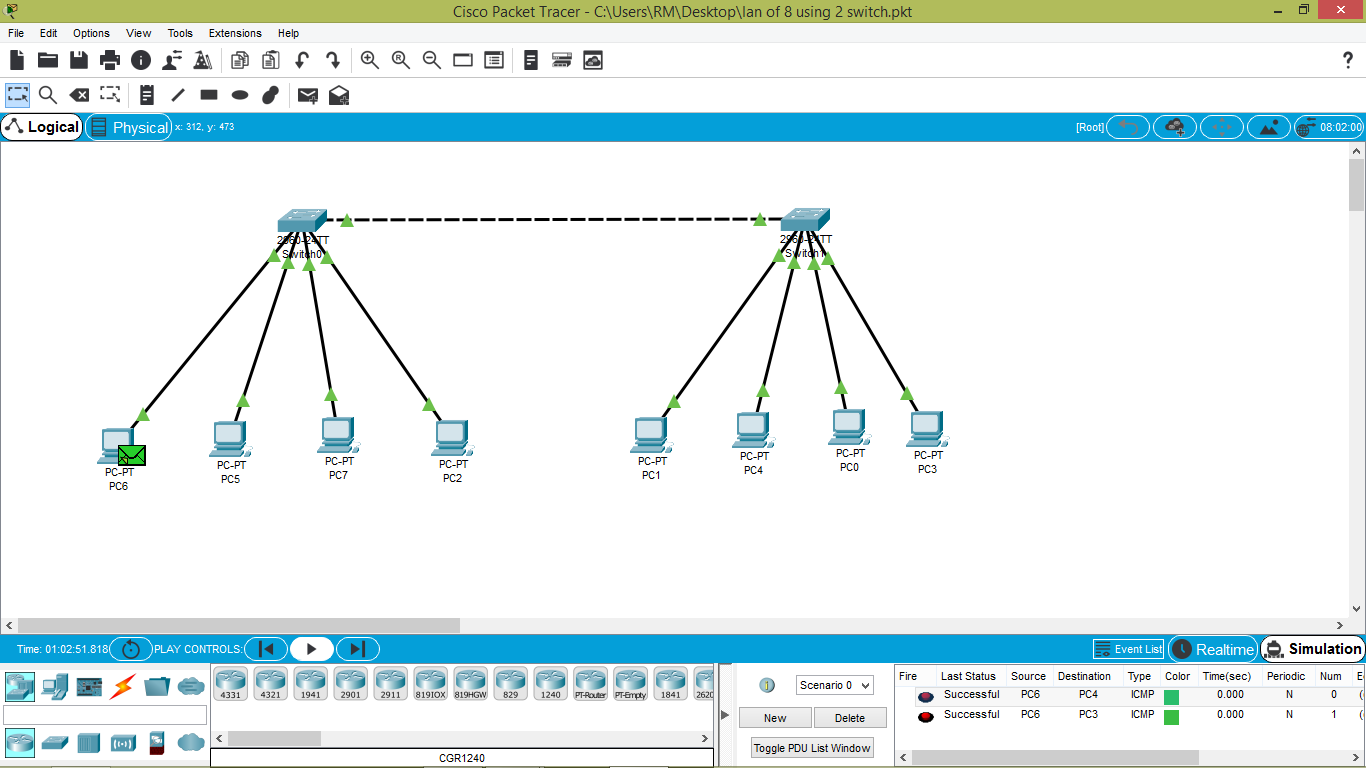 Cisco Packet Tracer - C:\Users\RM\Desktop\lan of 8 using 2 switch.pkt
File Edit Options View Tools Extensions Help
Logical Physical x: 312, y: 473 [Root] 08:02:00
2960-24TT
Switch0
2960-24TT
Switch1
PC-PT
PC6
PC-PT
PC5
PC-PT
PC7
PC-PT
PC2
PC-PT
PC1
PC-PT
PC4
PC-PT
PC0
PC-PT
PC3
Time: 01:02:51.818 PLAY CONTROLS: Event List Realtime Simulation
4331 4321 1941 2901 2911 819IOX 819HGW 829 1240 PT-Router PT-Empty 1841 2620
CGR1240
Scenario 0
New Delete
Toggle PDU List Window
Fire Last Status Source Destination Type Color Time(sec) Periodic Num
Successful PC6 PC4 ICMP 0.000 N 0
Successful PC6 PC3 ICMP 0.000 N 1